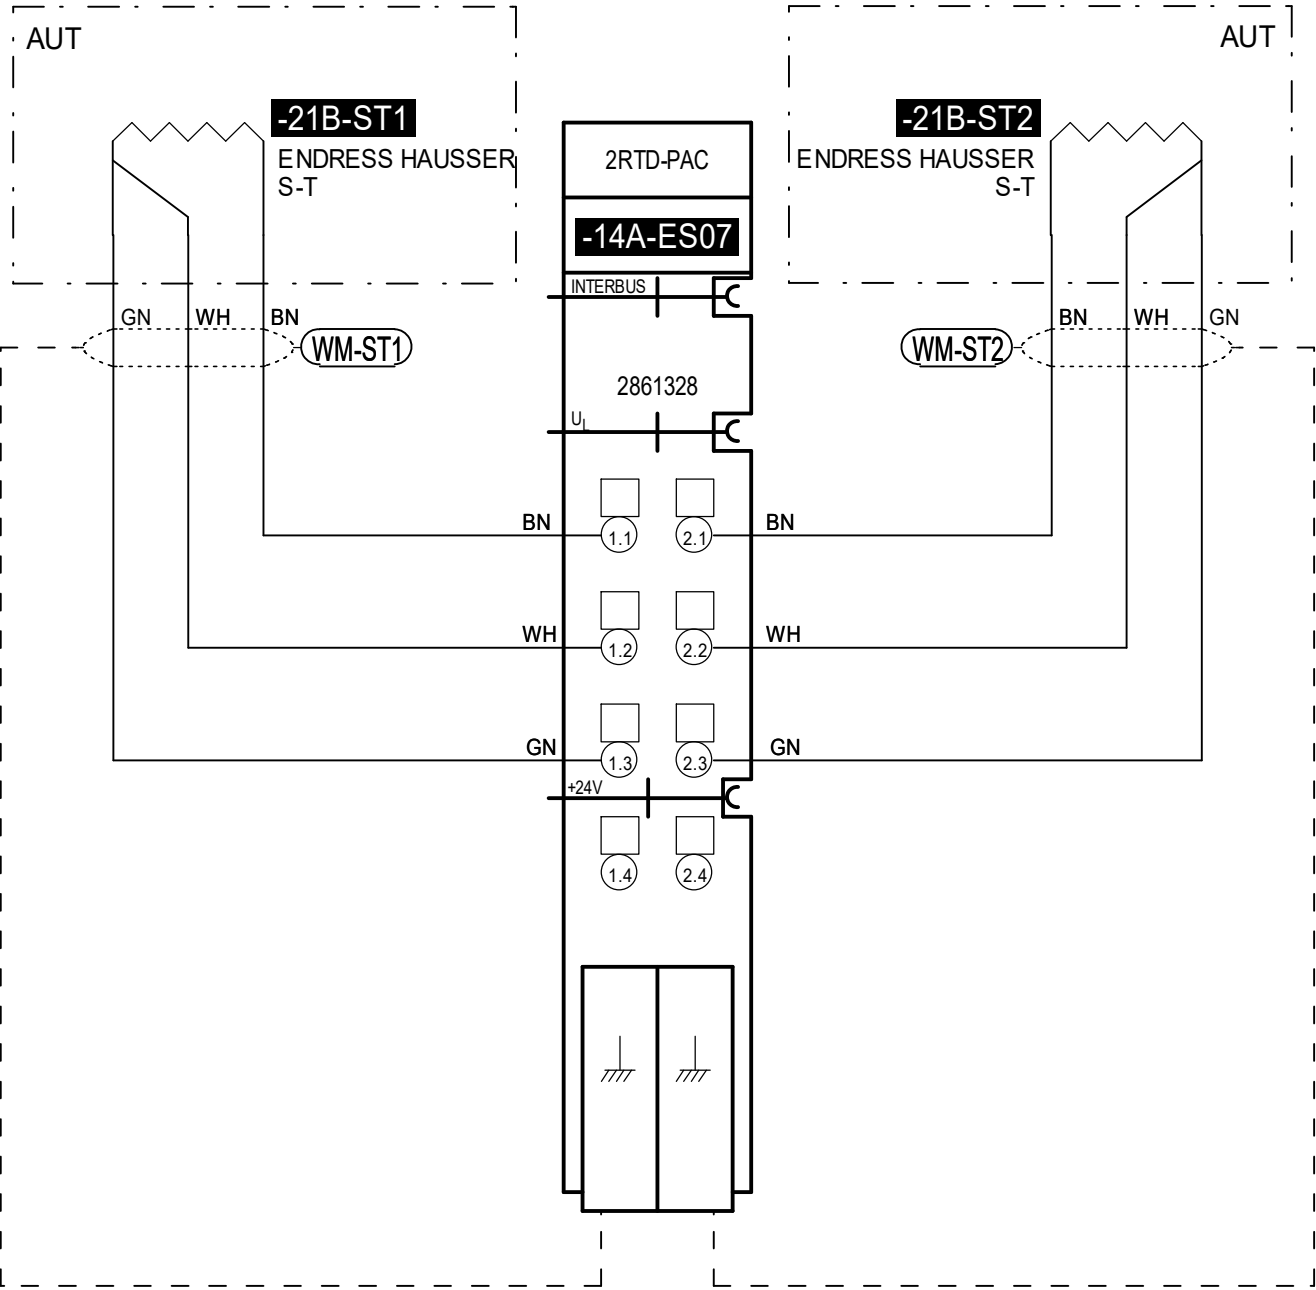 AUT
AUT
-21B-ST1
ENDRESS HAUSSER
S-T
-21B-ST2
ENDRESS HAUSSER
S-T
2RTD-PAC
-14A-ES07
INTERBUS
GN WH BN
WM-ST1
WM-ST2
BN WH GN
2861328
UL
BN 1.1 2.1 BN
WH 1.2 2.2 WH
GN 1.3 2.3 GN
+24V
1.4 2.4